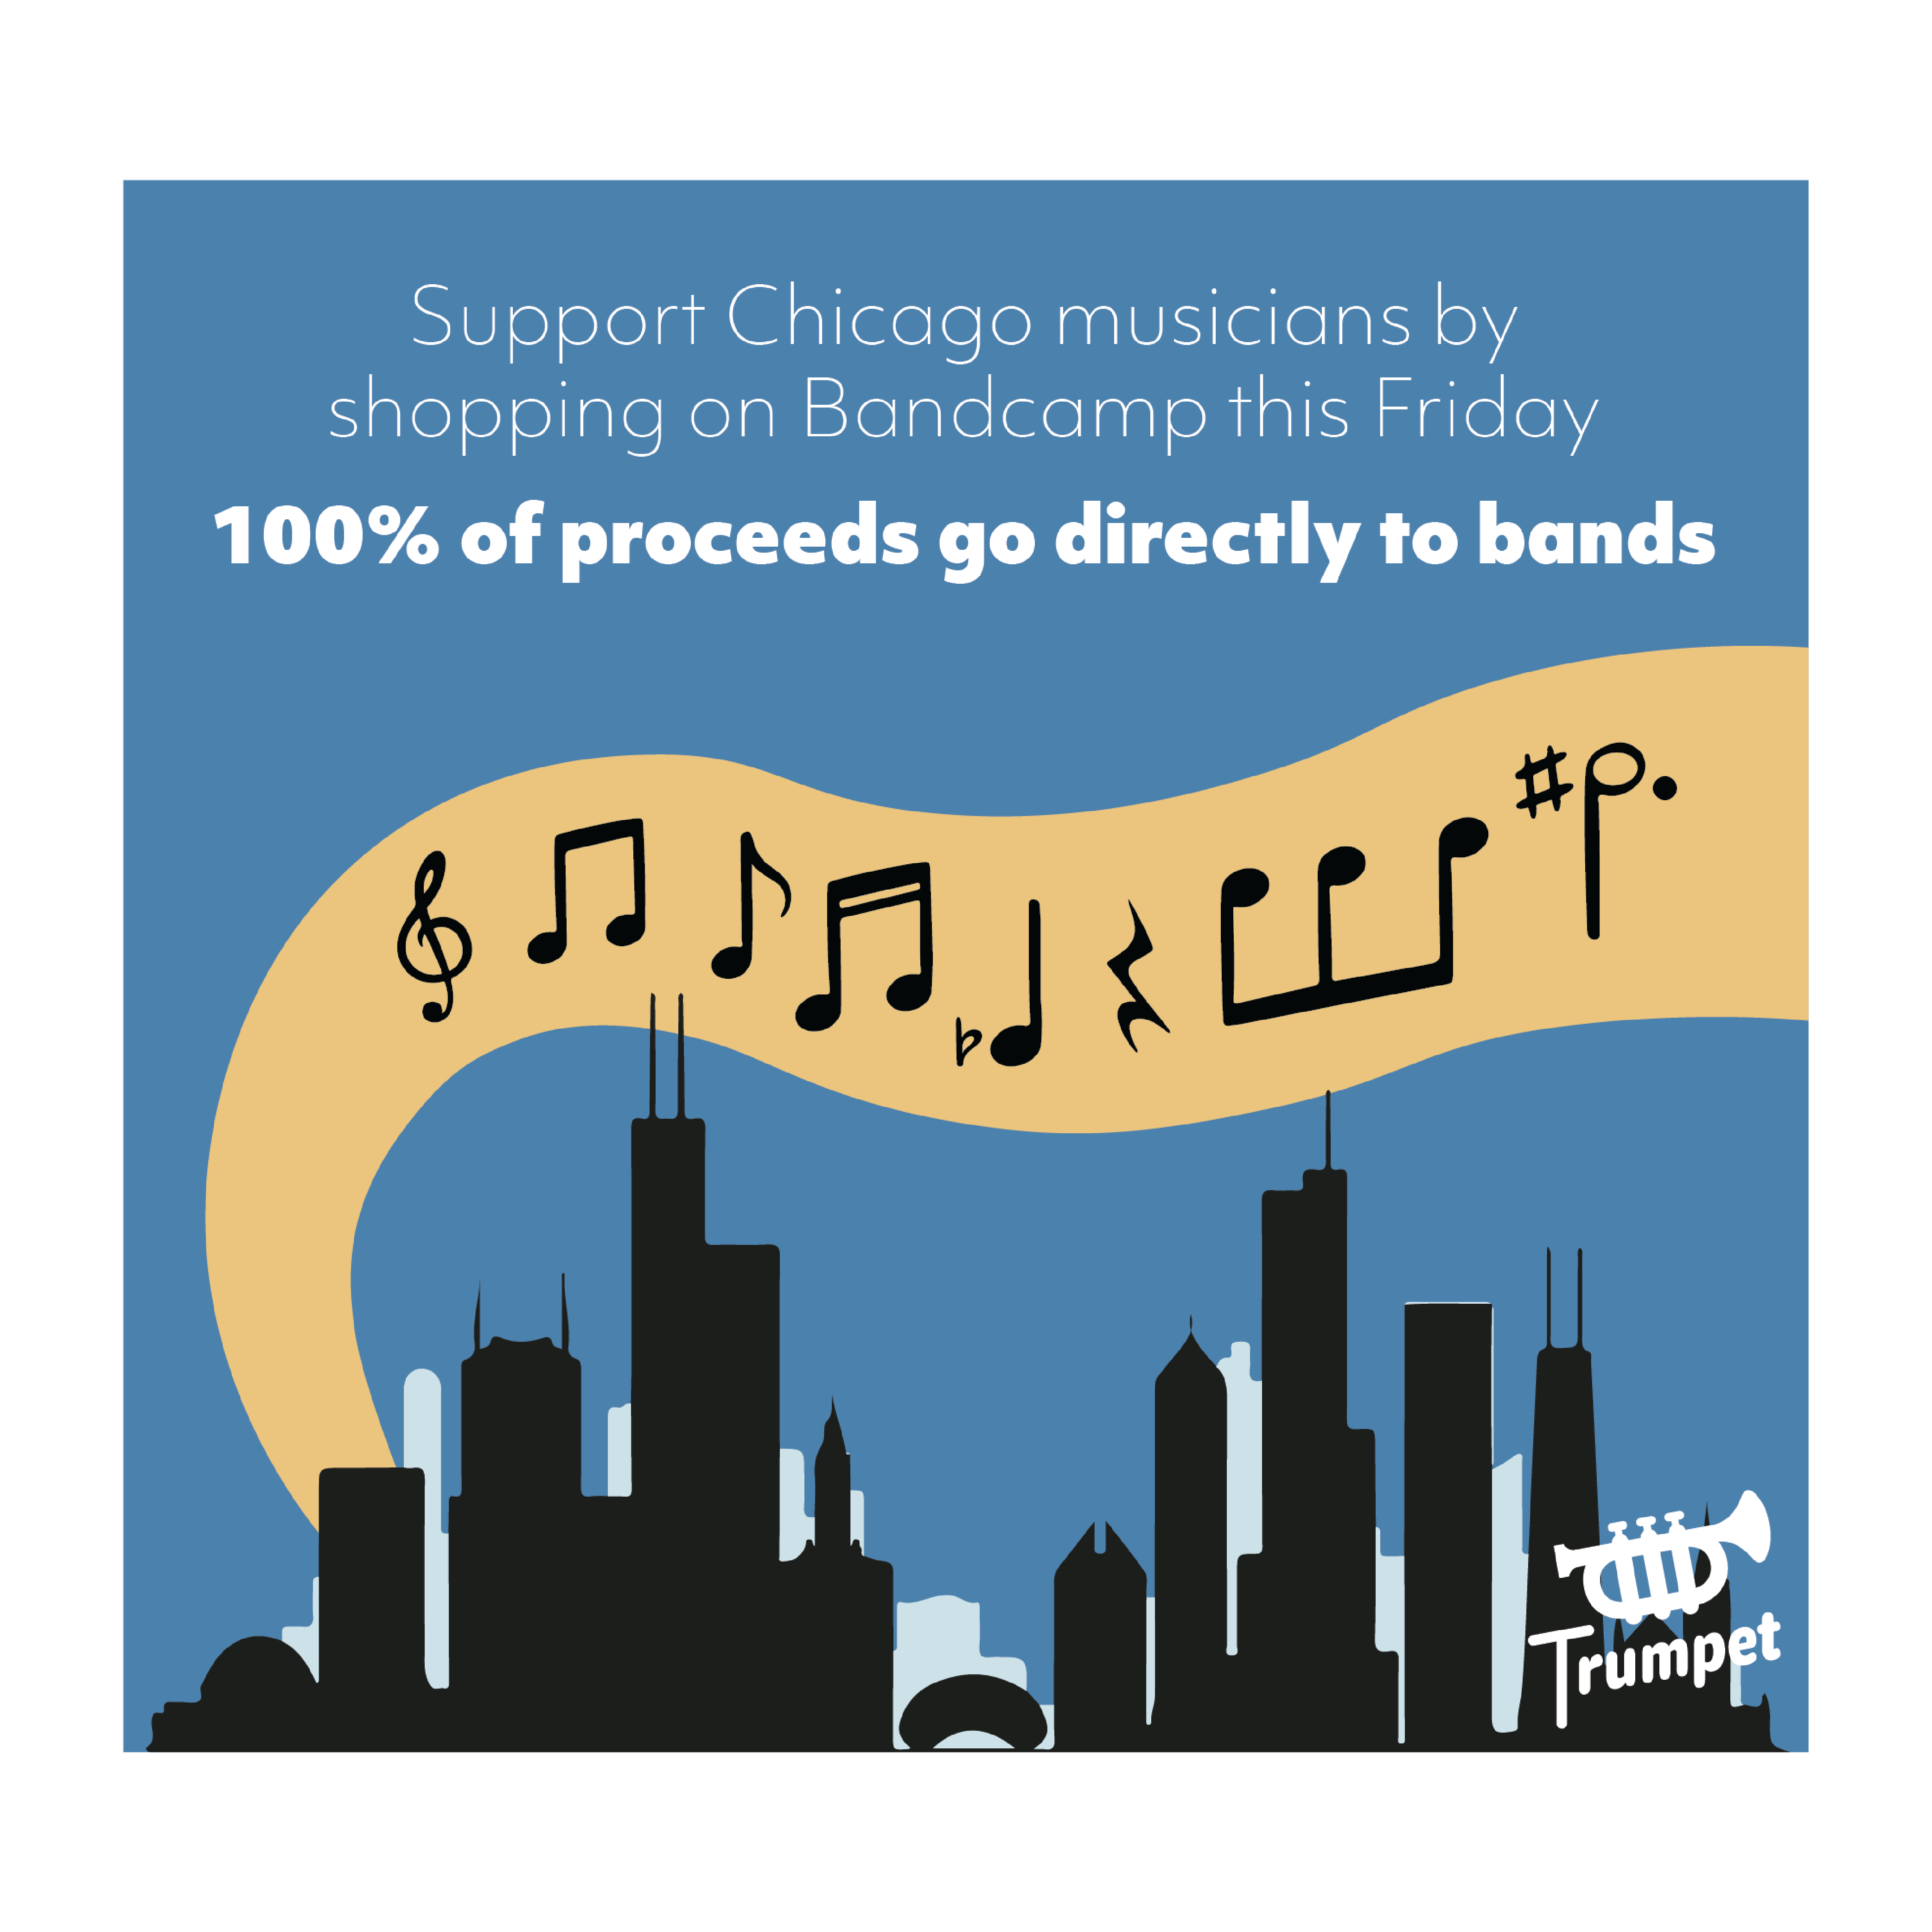 Support Chicago musicians by
shopping on Bandcamp this Friday
100% of proceeds go directly to bands
Trumpet